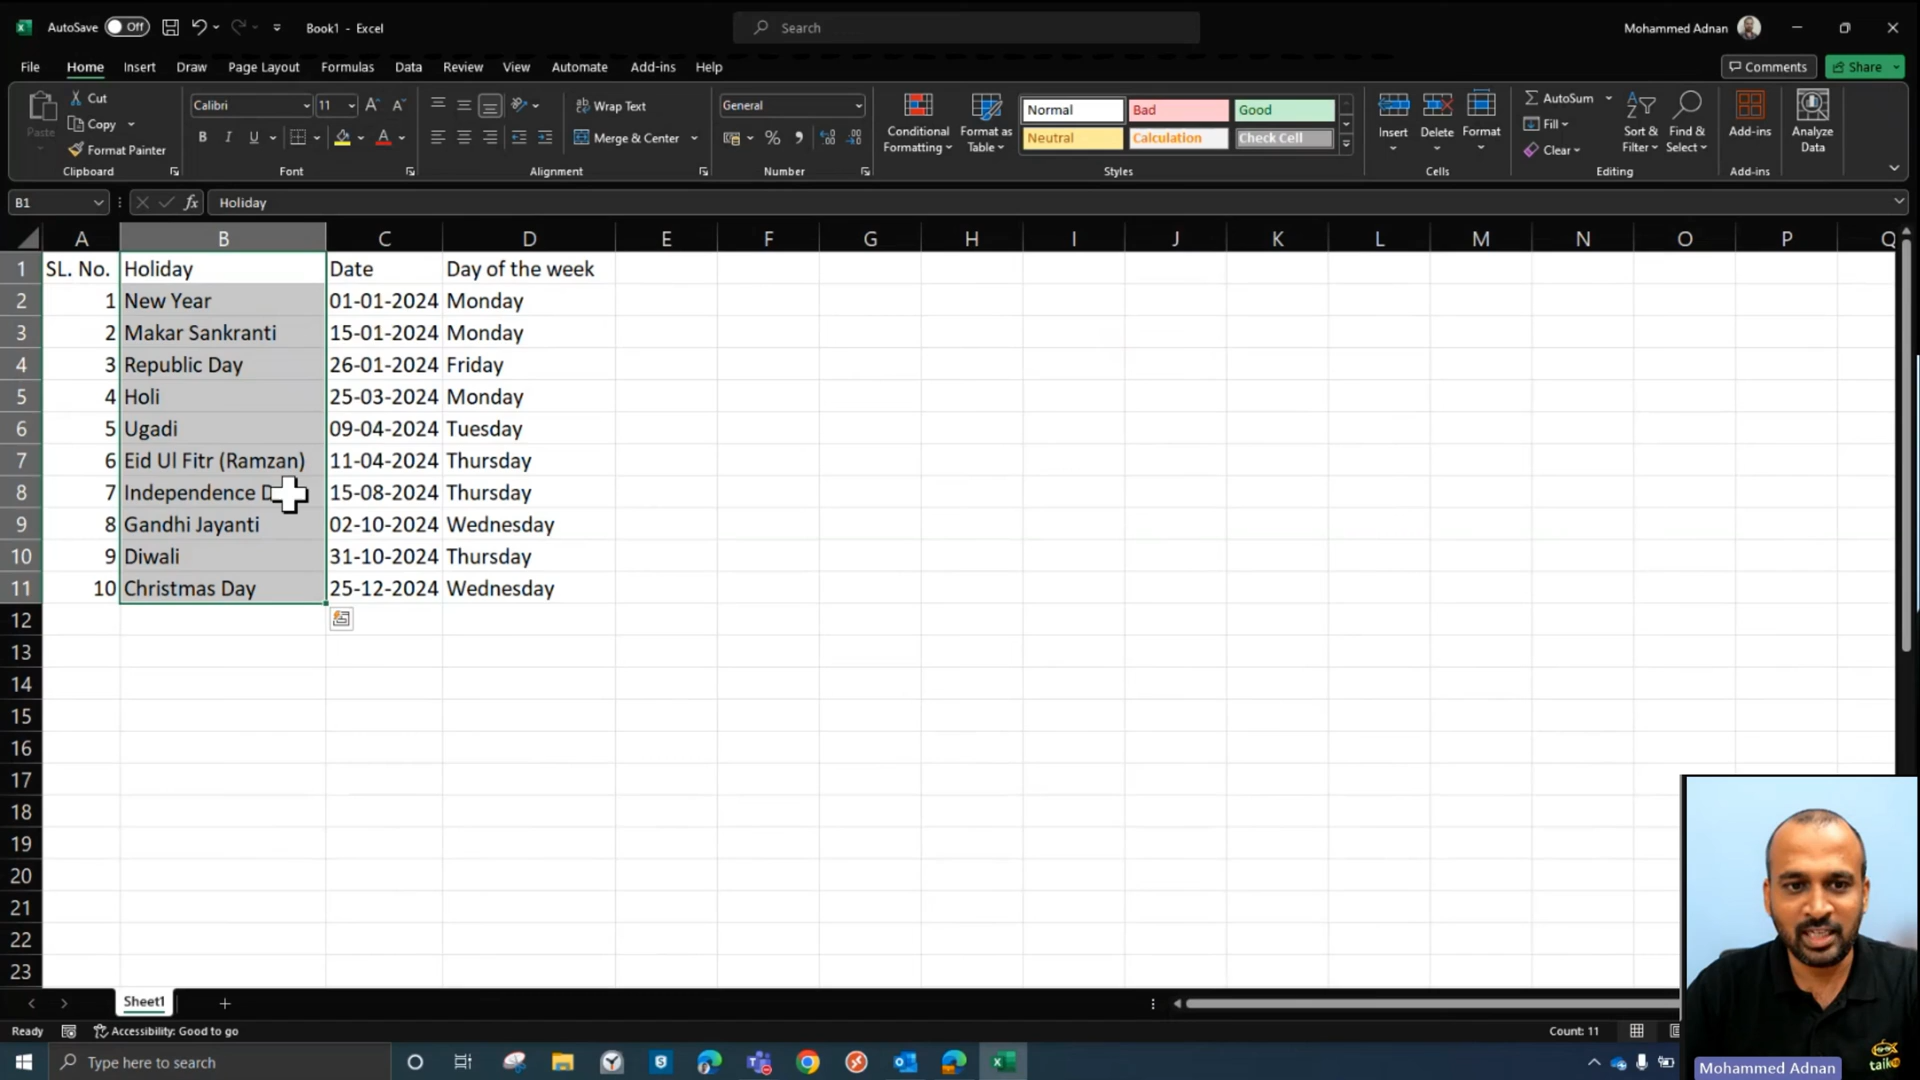 AutoSave Off Book1 - Excel Search Mohammed Adnan
File Home Insert Draw Page Layout Formulas Data Review View Automate Add-ins Help Comments Share
Paste Cut Copy Format Painter Clipboard
Calibri 11 B I U A Font
Wrap Text Merge & Center Alignment
General % , Number
Conditional Formatting Format as Table Normal Bad Good Neutral Calculation Check Cell Styles
Insert Delete Format Cells
AutoSum Fill Clear Sort & Filter Find & Select Editing
Add-ins Add-ins
Analyze Data
B1 fx Holiday
A B C D E F G H I J K L M N O P Q
1 SL. No. Holiday Date Day of the week
2 1 New Year 01-01-2024 Monday
3 2 Makar Sankranti 15-01-2024 Monday
4 3 Republic Day 26-01-2024 Friday
5 4 Holi 25-03-2024 Monday
6 5 Ugadi 09-04-2024 Tuesday
7 6 Eid Ul Fitr (Ramzan) 11-04-2024 Thursday
8 7 Independence D 15-08-2024 Thursday
9 8 Gandhi Jayanti 02-10-2024 Wednesday
10 9 Diwali 31-10-2024 Thursday
11 10 Christmas Day 25-12-2024 Wednesday
12
13
14
15
16
17
18
19
20
21
22
23
Sheet1
Ready Accessibility: Good to go Count: 11
Type here to search
Mohammed Adnan
taik